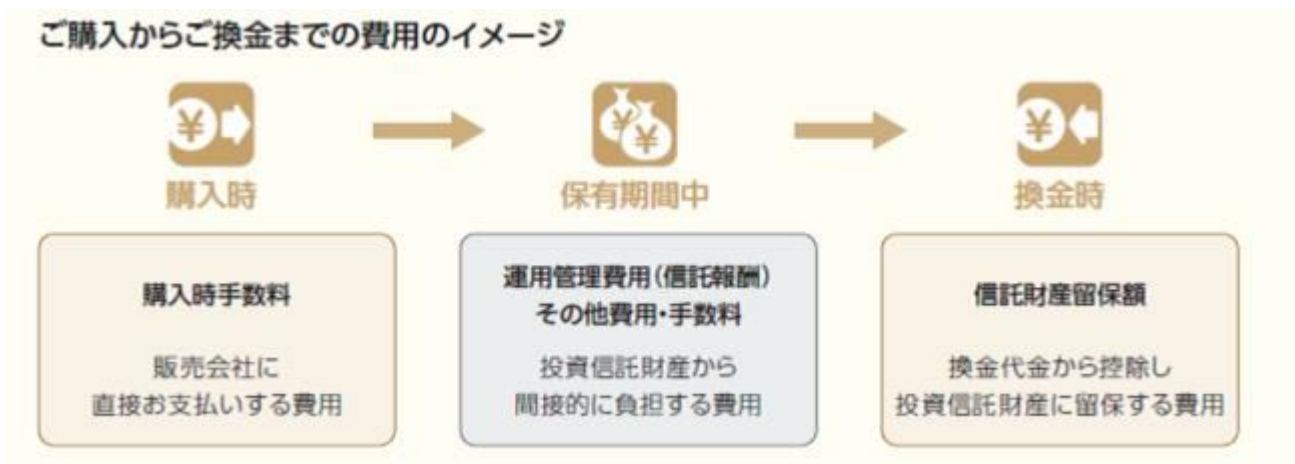 ご購入からご換金までの費用のイメージ
¥
¥ ¥
¥
購入時
保有期間中
換金時
購入時手数料
販売会社に
直接お支払いする費用
運用管理費用(信託報酬)
その他費用・手数料
投資信託財産から
間接的に負担する費用
信託財産留保額
換金代金から控除し
投資信託財産に留保する費用